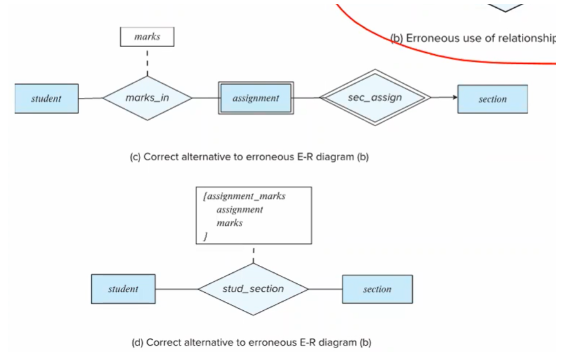 (b) Erroneous use of relationship
marks
student
marks_in
assignment
sec_assign
section
(c) Correct alternative to erroneous E-R diagram (b)
{assignment_marks
assignment
marks
}
student
stud_section
section
(d) Correct alternative to erroneous E-R diagram (b)